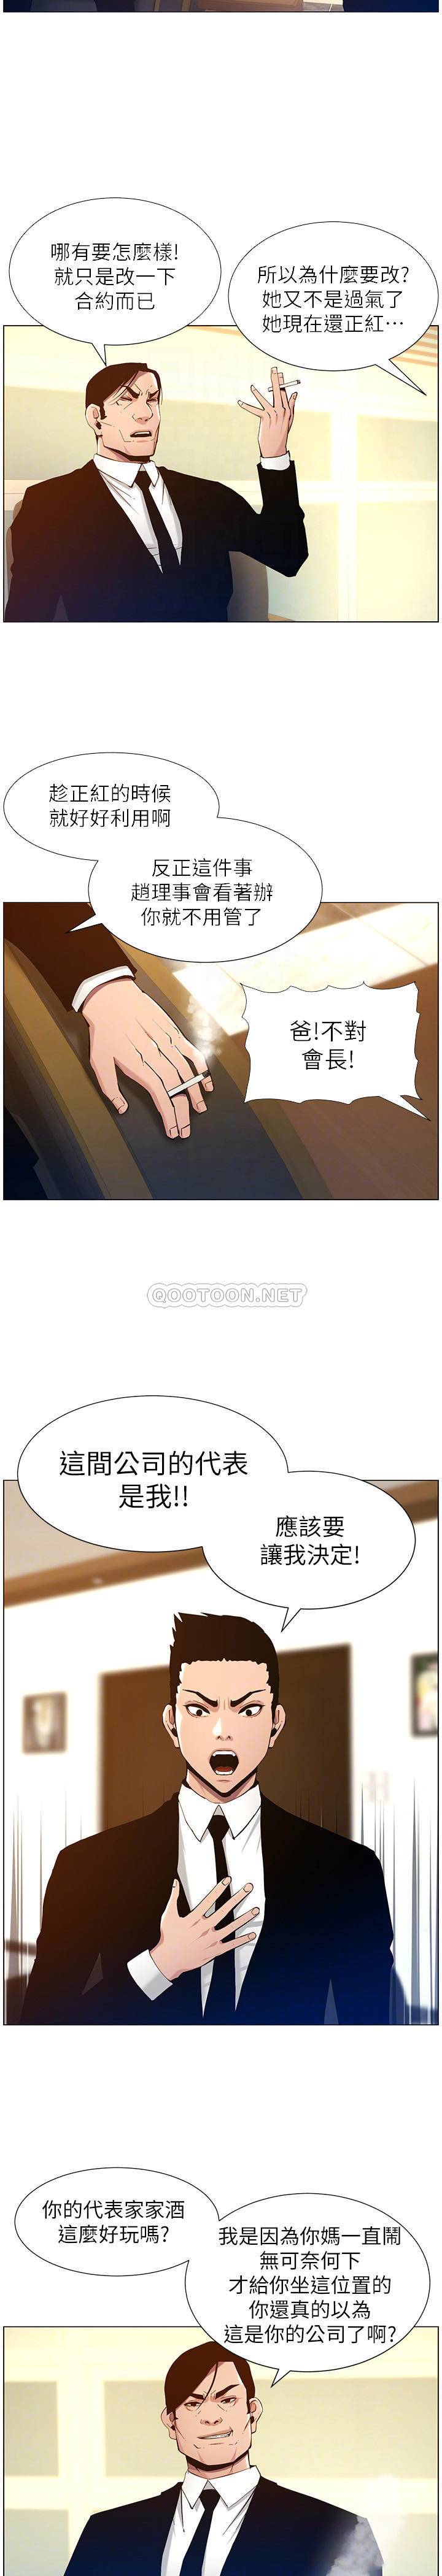 哪有要怎麼樣!
就只是改一下
合約而已
所以為什麼要改?
她又不是過氣了
她現在還正紅…
趁正紅的時候
就好好利用啊
反正這件事
趙理事會看著辦
你就不用管了
爸!不對
會長!
QOOTOON.NET
這間公司的代表
是我!!
應該要
讓我決定!
你的代表家家酒
這麼好玩嗎?
我是因為你媽一直鬧
無可奈何下
才給你坐這位置的
你還真的以為
這是你的公司了啊?